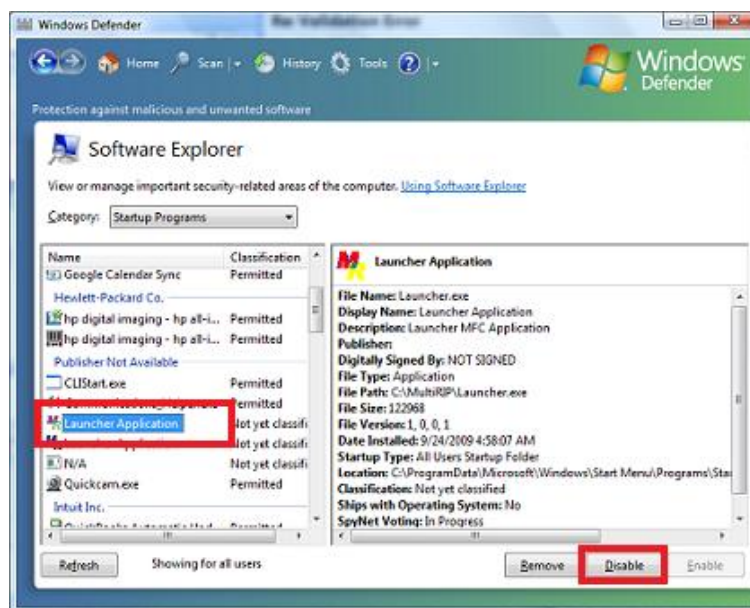 Windows Defender
Re: Validation Error
Home Scan History Tools
Windows
Defender
Protection against malicious and unwanted software
Software Explorer
View or manage important security-related areas of the computer. Using Software Explorer
Category: Startup Programs
Name Classification
Google Calendar Sync Permitted
Hewlett-Packard Co.
hp digital imaging - hp all-i... Permitted
hp digital imaging - hp all-i... Permitted
Publisher Not Available
CLIStart.exe Permitted
Permitted
Launcher Application Not yet classifi
Not yet classifi
N/A Not yet classifi
Quickcam.exe Permitted
Intuit Inc.
Launcher Application
File Name: Launcher.exe
Display Name: Launcher Application
Description: Launcher MFC Application
Publisher:
Digitally Signed By: NOT SIGNED
File Type: Application
File Path: C:\MultiRIP\Launcher.exe
File Size: 122968
File Version: 1, 0, 0, 1
Date Installed: 9/24/2009 4:58:07 AM
Startup Type: All Users Startup Folder
Location: C:\ProgramData\Microsoft\Windows\Start Menu\Programs\Star
Classification: Not yet classified
Ships with Operating System: No
SpyNet Voting: In Progress
Refresh Showing for all users Remove Disable Enable